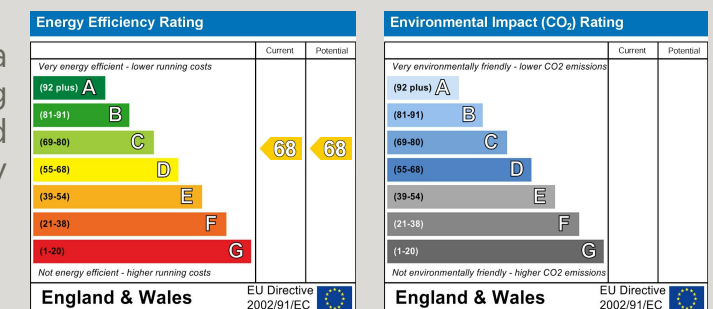 Energy Efficiency Rating
Current Potential
Very energy efficient - lower running costs
(92 plus) A
(81-91) B
(69-80) C
68 68
(55-68) D
(39-54) E
(21-38) F
(1-20) G
Not energy efficient - higher running costs
England & Wales
EU Directive
2002/91/EC
Environmental Impact (CO2) Rating
Current Potential
Very environmentally friendly - lower CO2 emissions
(92 plus) A
(81-91) B
(69-80) C
(55-68) D
(39-54) E
(21-38) F
(1-20) G
Not environmentally friendly - higher CO2 emissions
England & Wales
EU Directive
2002/91/EC